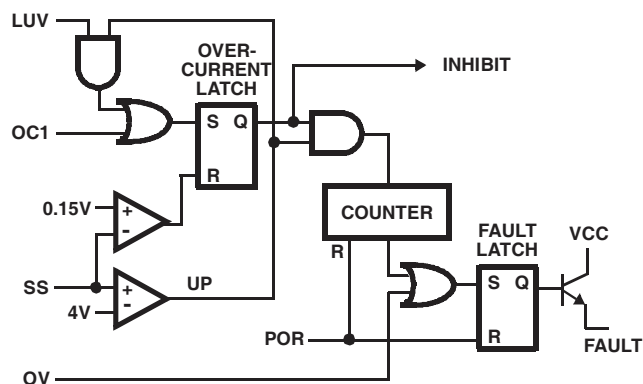 LUV
OVER-
CURRENT
LATCH
INHIBIT
S Q
OC1
R
0.15V
+
-
COUNTER
R
FAULT
LATCH
VCC
SS
+
-
UP
4V
S Q
POR
R
FAULT
OV